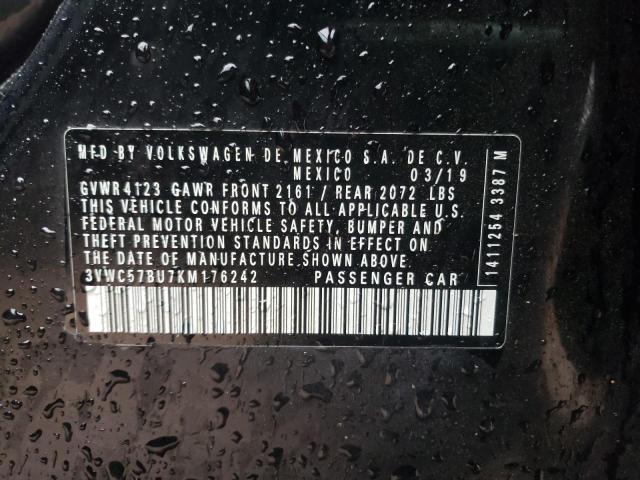 MFD BY VOLKSWAGEN DE MEXICO S.A. DE C.V.
MEXICO 03/19
GVWR4123 GAWR FRONT 2161 / REAR 2072 LBS
THIS VEHICLE CONFORMS TO ALL APPLICABLE U.S.
FEDERAL MOTOR VEHICLE SAFETY, BUMPER AND
THEFT PREVENTION STANDARDS IN EFFECT ON
THE DATE OF MANUFACTURE SHOWN ABOVE.
3VWC57BU7KM176242 PASSENGER CAR
1411254 3387 M